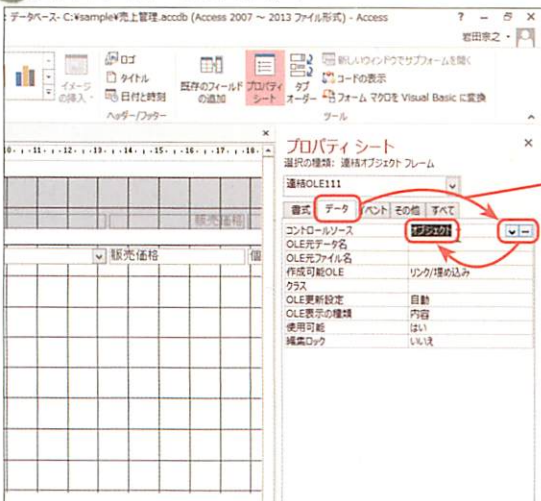 データベース- C:¥sample¥売上管理.accdb (Access 2007 ～ 2013 ファイル形式) - Access
岩田宗之
イメージの挿入
ロゴ
タイトル
日付と時刻
ヘッダー/フッター
既存のフィールドの追加
プロパティシート
タブオーダー
新しいウィンドウでサブフォームを開く
コードの表示
フォーム マクロを Visual Basic に変換
ツール
10 · 11 · 12 · 13 · 14 · 15 · 16 · 17 · 18
販売価格
販売価格
個
プロパティ シート
選択の種類: 連結オブジェクト フレーム
連結OLE111
書式 データ イベント その他 すべて
コントロールソース オブジェクト
OLE元データ名
OLE元ファイル名
作成可能OLE リンク/埋め込み
クラス
OLE更新設定 自動
OLE表示の種類 内容
使用可能 はい
編集ロック いいえ